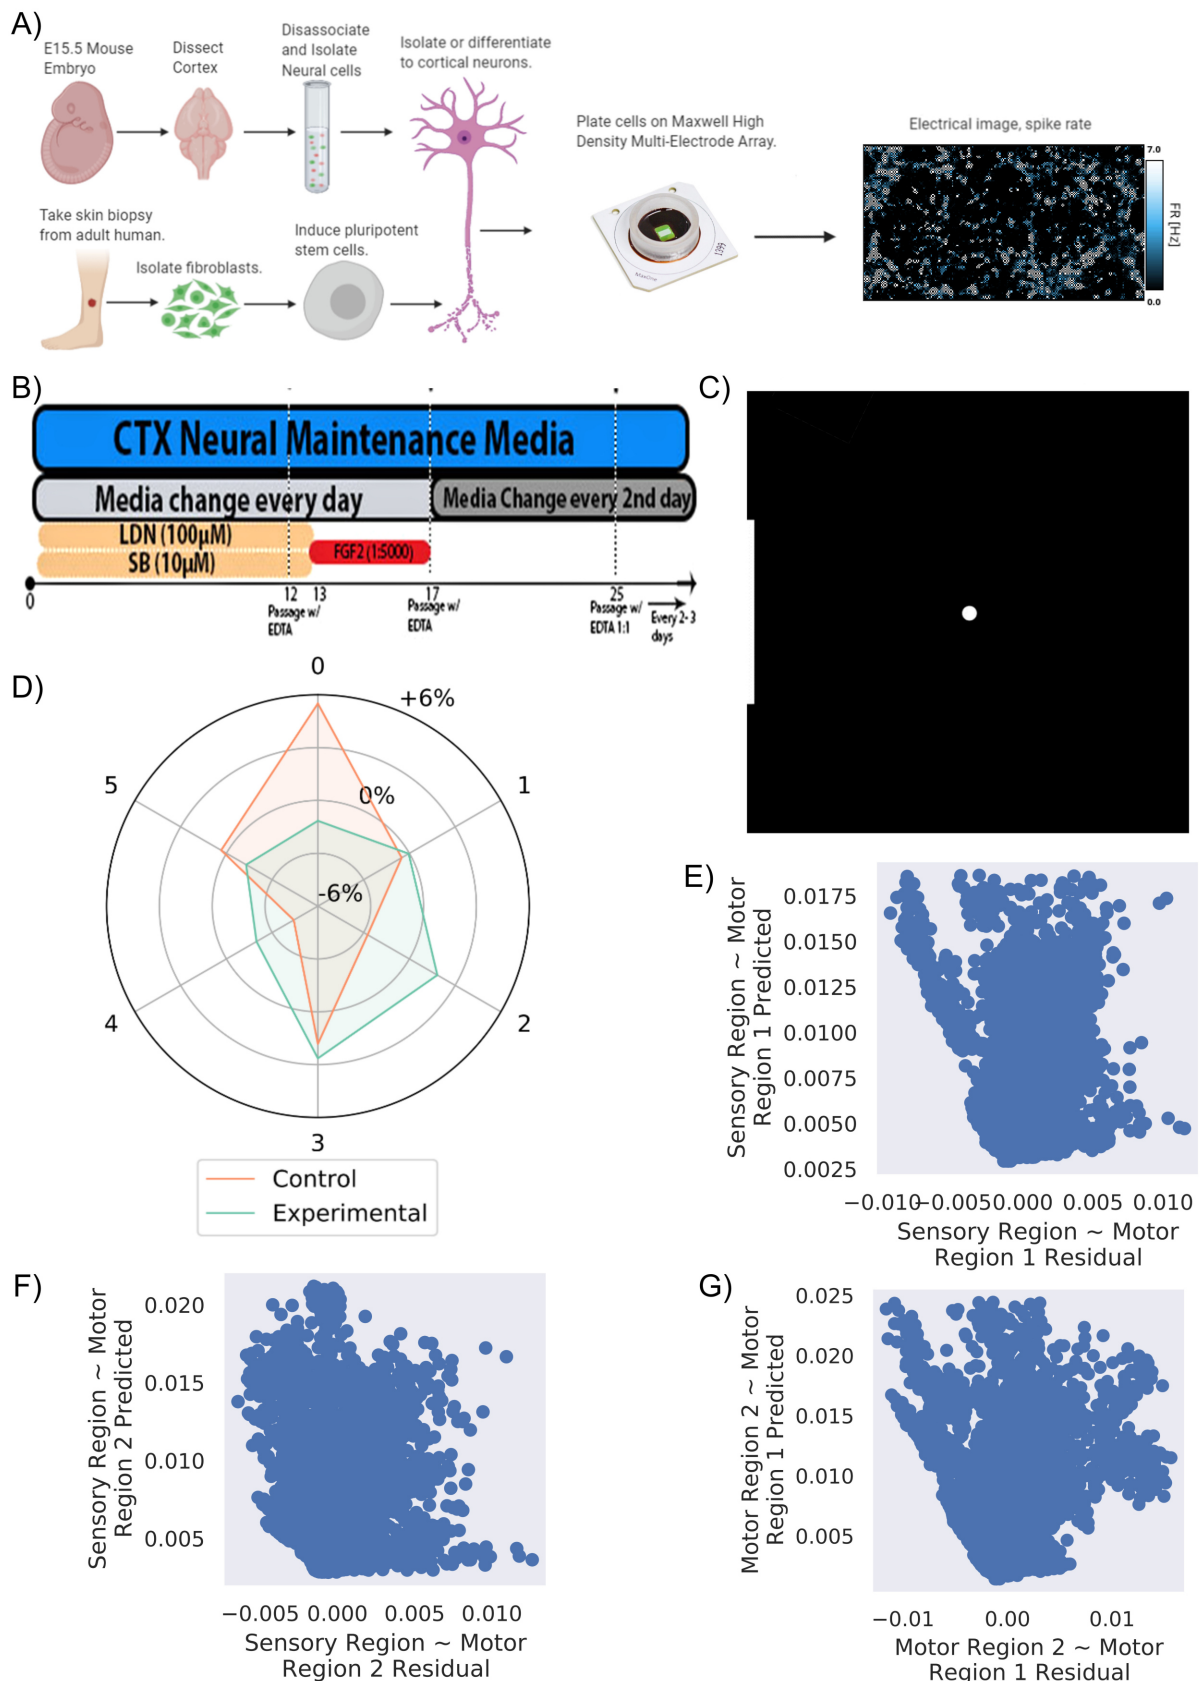 A)
E15.5 Mouse
Embryo
Dissect
Cortex
Disassociate
and Isolate
Neural cells
Isolate or differentiate
to cortical neurons.
Plate cells on Maxwell High
Density Multi-Electrode Array.
Electrical image, spike rate
7.0
FR [Hz]
0.0
1399
Take skin biopsy
from adult human.
Isolate fibroblasts.
Induce pluripotent
stem cells.
B)
CTX Neural Maintenance Media
Media change every day
Media Change every 2nd day
LDN (100µM)
SB (10µM)
FGF2 (1:5000)
0
12
13
17
25
Passage w/
EDTA
Passage w/
EDTA
Passage w/
EDTA 1:1
Every 2-3
days
C)
D)
0
+6%
1
5
0%
-6%
4
2
3
Control
Experimental
E)
Sensory Region ~ Motor
Region 1 Predicted
0.0175
0.0150
0.0125
0.0100
0.0075
0.0050
0.0025
−0.010
−0.005
0.000
0.005
0.010
Sensory Region ~ Motor
Region 1 Residual
F)
Sensory Region ~ Motor
Region 2 Predicted
0.020
0.015
0.010
0.005
−0.005
0.000
0.005
0.010
Sensory Region ~ Motor
Region 2 Residual
G)
Motor Region 2 ~ Motor
Region 1 Predicted
0.025
0.020
0.015
0.010
0.005
−0.01
0.00
0.01
Motor Region 2 ~ Motor
Region 1 Residual